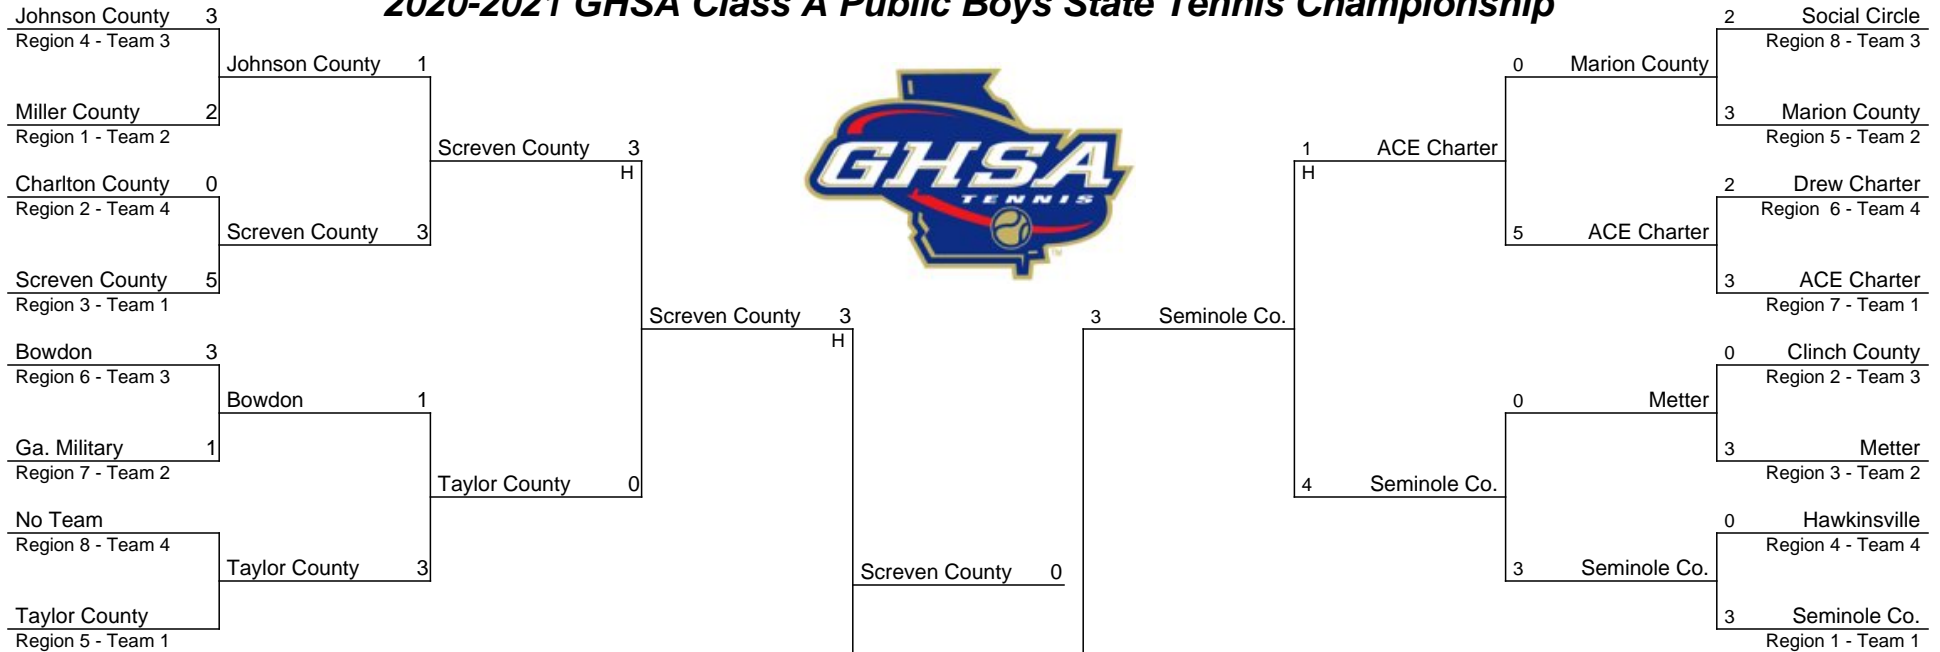 2020-2021 GHSA Class A Public Boys State Tennis Championship
Johnson County 3
Region 4 - Team 3
Johnson County 1
Miller County 2
Region 1 - Team 2
Screven County 3
H
Charlton County 0
Region 2 - Team 4
Screven County 3
Screven County 5
Region 3 - Team 1
Screven County 3
H
Bowdon 3
Region 6 - Team 3
Bowdon 1
Ga. Military 1
Region 7 - Team 2
Taylor County 0
No Team
Region 8 - Team 4
Taylor County 3
Taylor County
Region 5 - Team 1
Screven County 0
GHSA
TENNIS
TM
2 Social Circle
Region 8 - Team 3
0 Marion County
3 Marion County
Region 5 - Team 2
1 ACE Charter
H
2 Drew Charter
Region  6 - Team 4
5 ACE Charter
3 ACE Charter
Region 7 - Team 1
3 Seminole Co.
0 Clinch County
Region 2 - Team 3
0 Metter
3 Metter
Region 3 - Team 2
4 Seminole Co.
0 Hawkinsville
Region 4 - Team 4
3 Seminole Co.
3 Seminole Co.
Region 1 - Team 1